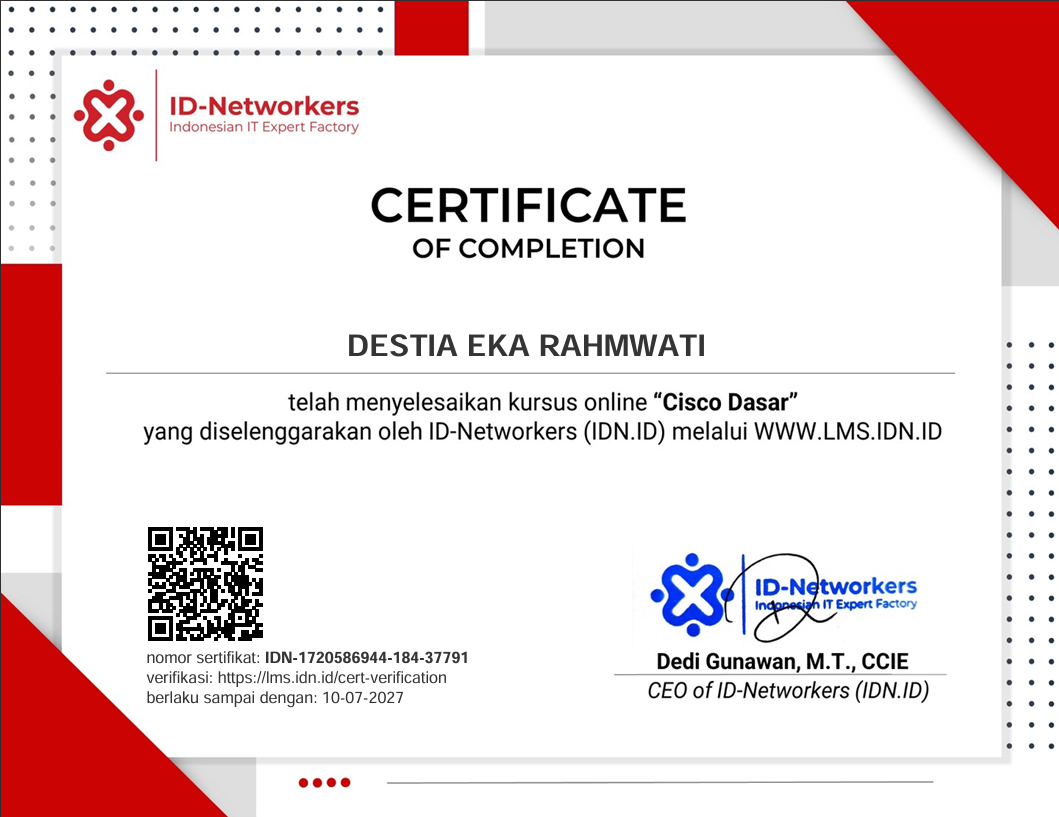 ID-Networkers
Indonesian IT Expert Factory
CERTIFICATE
OF COMPLETION
DESTIA EKA RAHMWATI
telah menyelesaikan kursus online “Cisco Dasar”
yang diselenggarakan oleh ID-Networkers (IDN.ID) melalui WWW.LMS.IDN.ID
nomor sertifikat: IDN-1720586944-184-37791
verifikasi: https://lms.idn.id/cert-verification
berlaku sampai dengan: 10-07-2027
ID-Networkers
Indonesian IT Expert Factory
Dedi Gunawan, M.T., CCIE
CEO of ID-Networkers (IDN.ID)